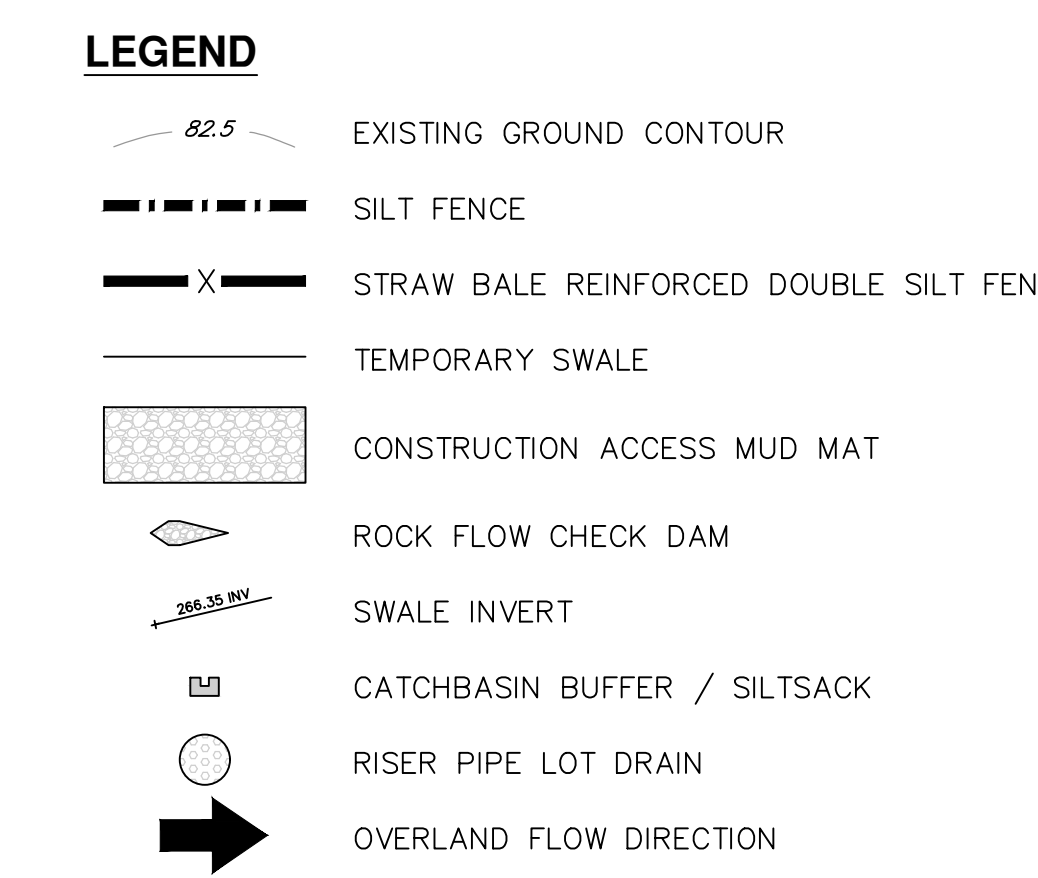 LEGEND
82.5 EXISTING GROUND CONTOUR
SILT FENCE
X STRAW BALE REINFORCED DOUBLE SILT FEN
TEMPORARY SWALE
CONSTRUCTION ACCESS MUD MAT
ROCK FLOW CHECK DAM
266.35 INV SWALE INVERT
CATCHBASIN BUFFER / SILTSACK
RISER PIPE LOT DRAIN
OVERLAND FLOW DIRECTION